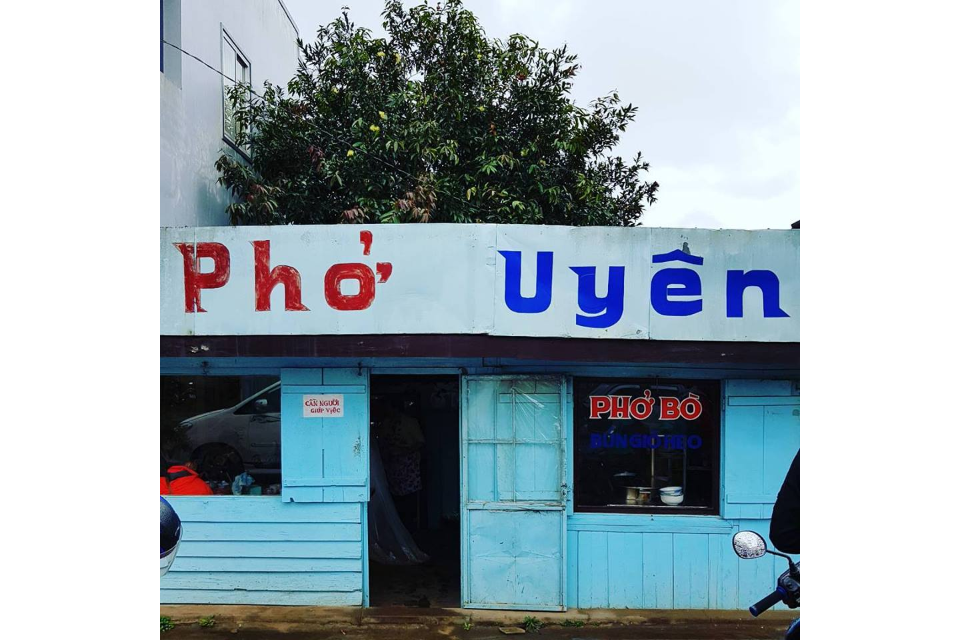 Phở Uyên
CẦN NGƯỜI
GIÚP VIỆC
PHỞ BÒ
BÚN GIÒ HEO